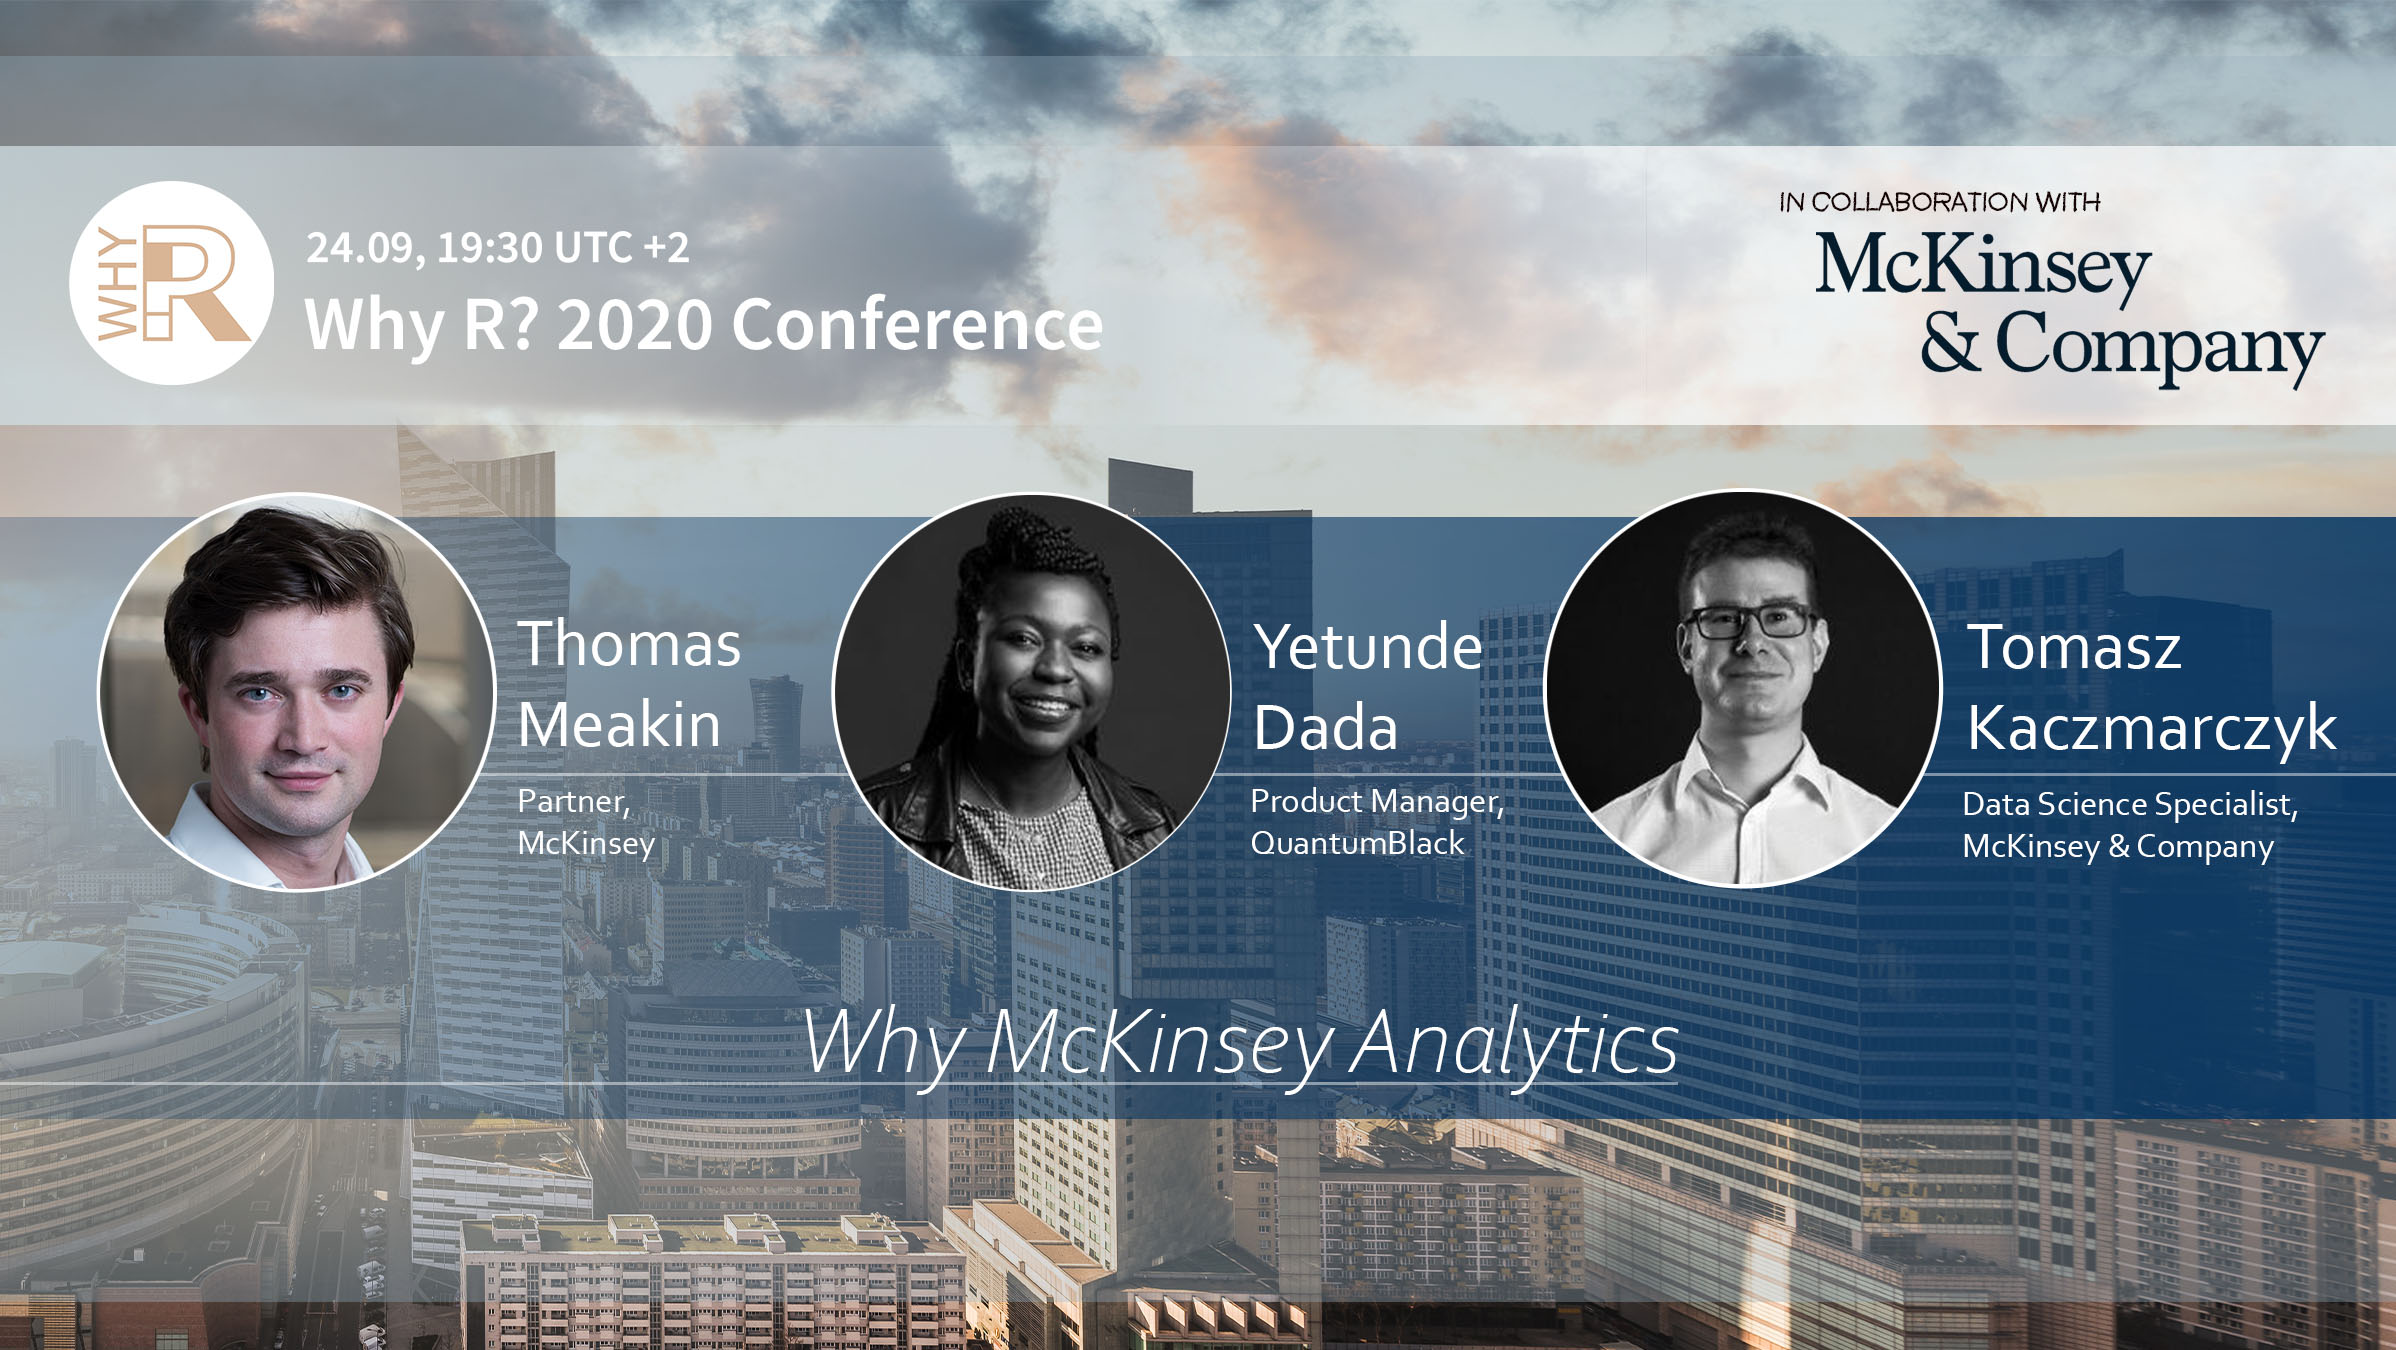 WHY R
24.09, 19:30 UTC +2
Why R? 2020 Conference
IN COLLABORATION WITH
McKinsey
& Company
Thomas
Meakin
Partner,
McKinsey
Yetunde
Dada
Product Manager,
QuantumBlack
Tomasz
Kaczmarczyk
Data Science Specialist,
McKinsey & Company
Why McKinsey Analytics